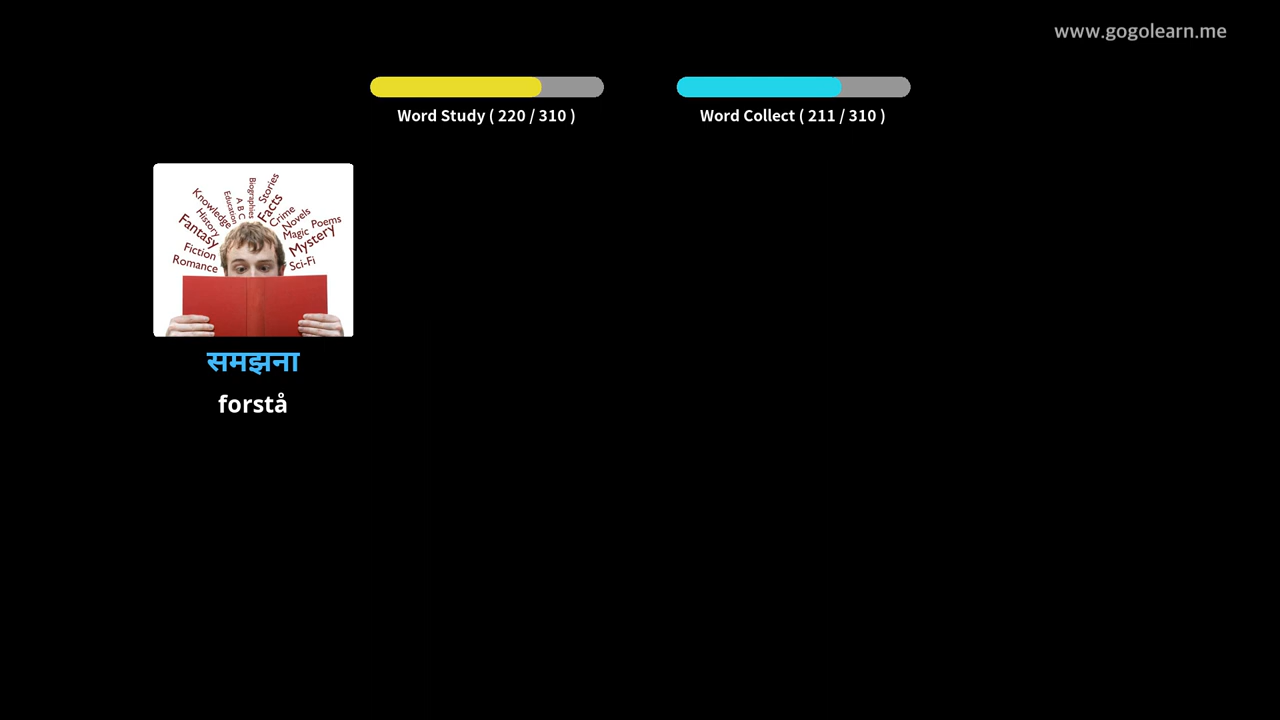 www.gogolearn.me
Word Study ( 220 / 310 )
Word Collect ( 211 / 310 )
Knowledge
History
Fantasy
Fiction
Romance
Education
A B C
Biographies
Stories
Facts
Crime
Novels
Magic
Poems
Mystery
Sci-Fi
समझना
forstå